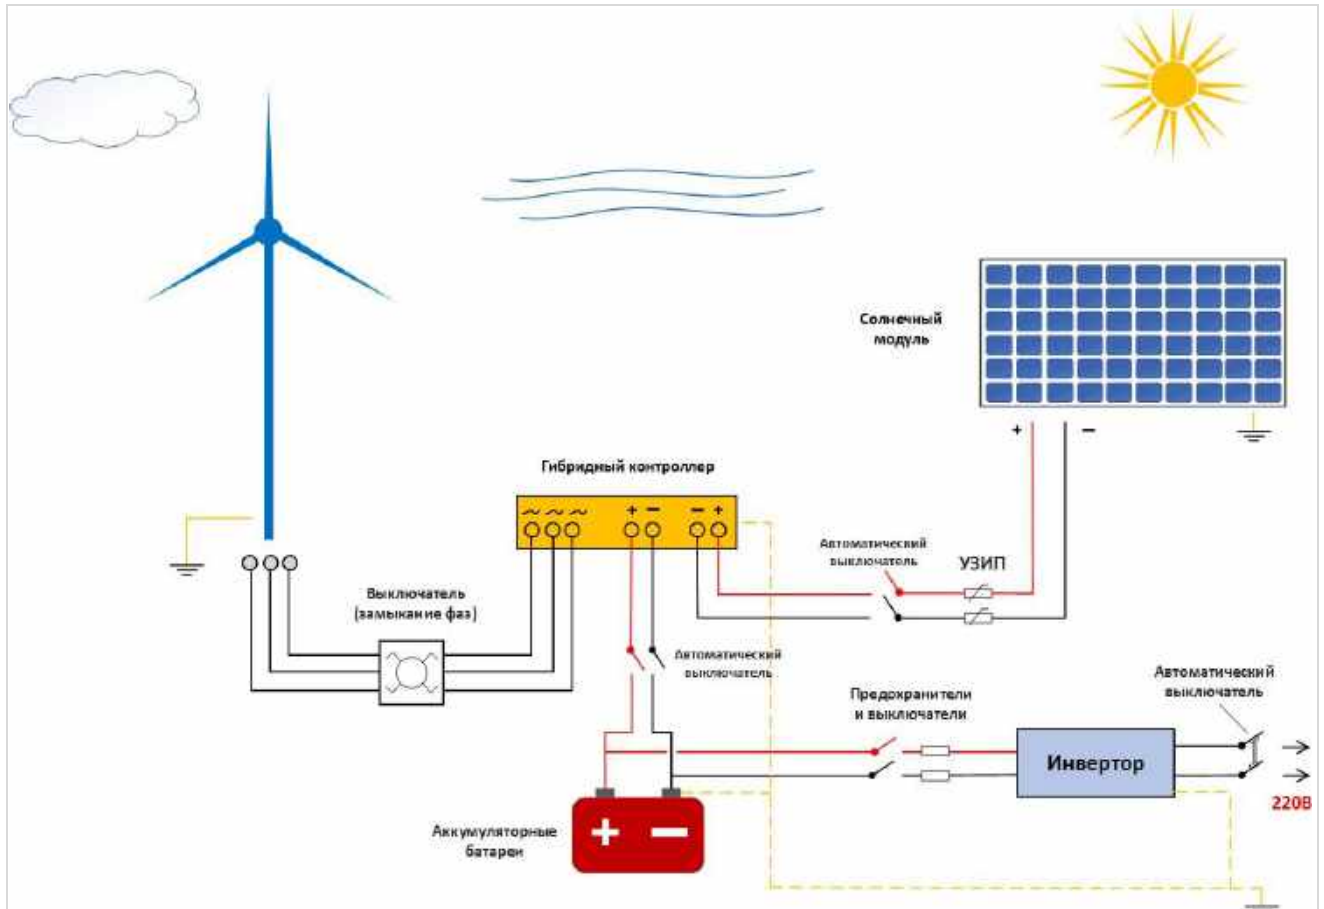 Солнечный
модуль
+ −
Гибридный контроллер
~ ~ ~ + − − +
Автоматический
выключатель
УЗИП
Выключатель
(замыкание фаз)
Автоматический
выключатель
Автоматический
выключатель
Предохранители
и выключатели
Инвертор
220В
+ −
Аккумуляторные
батареи